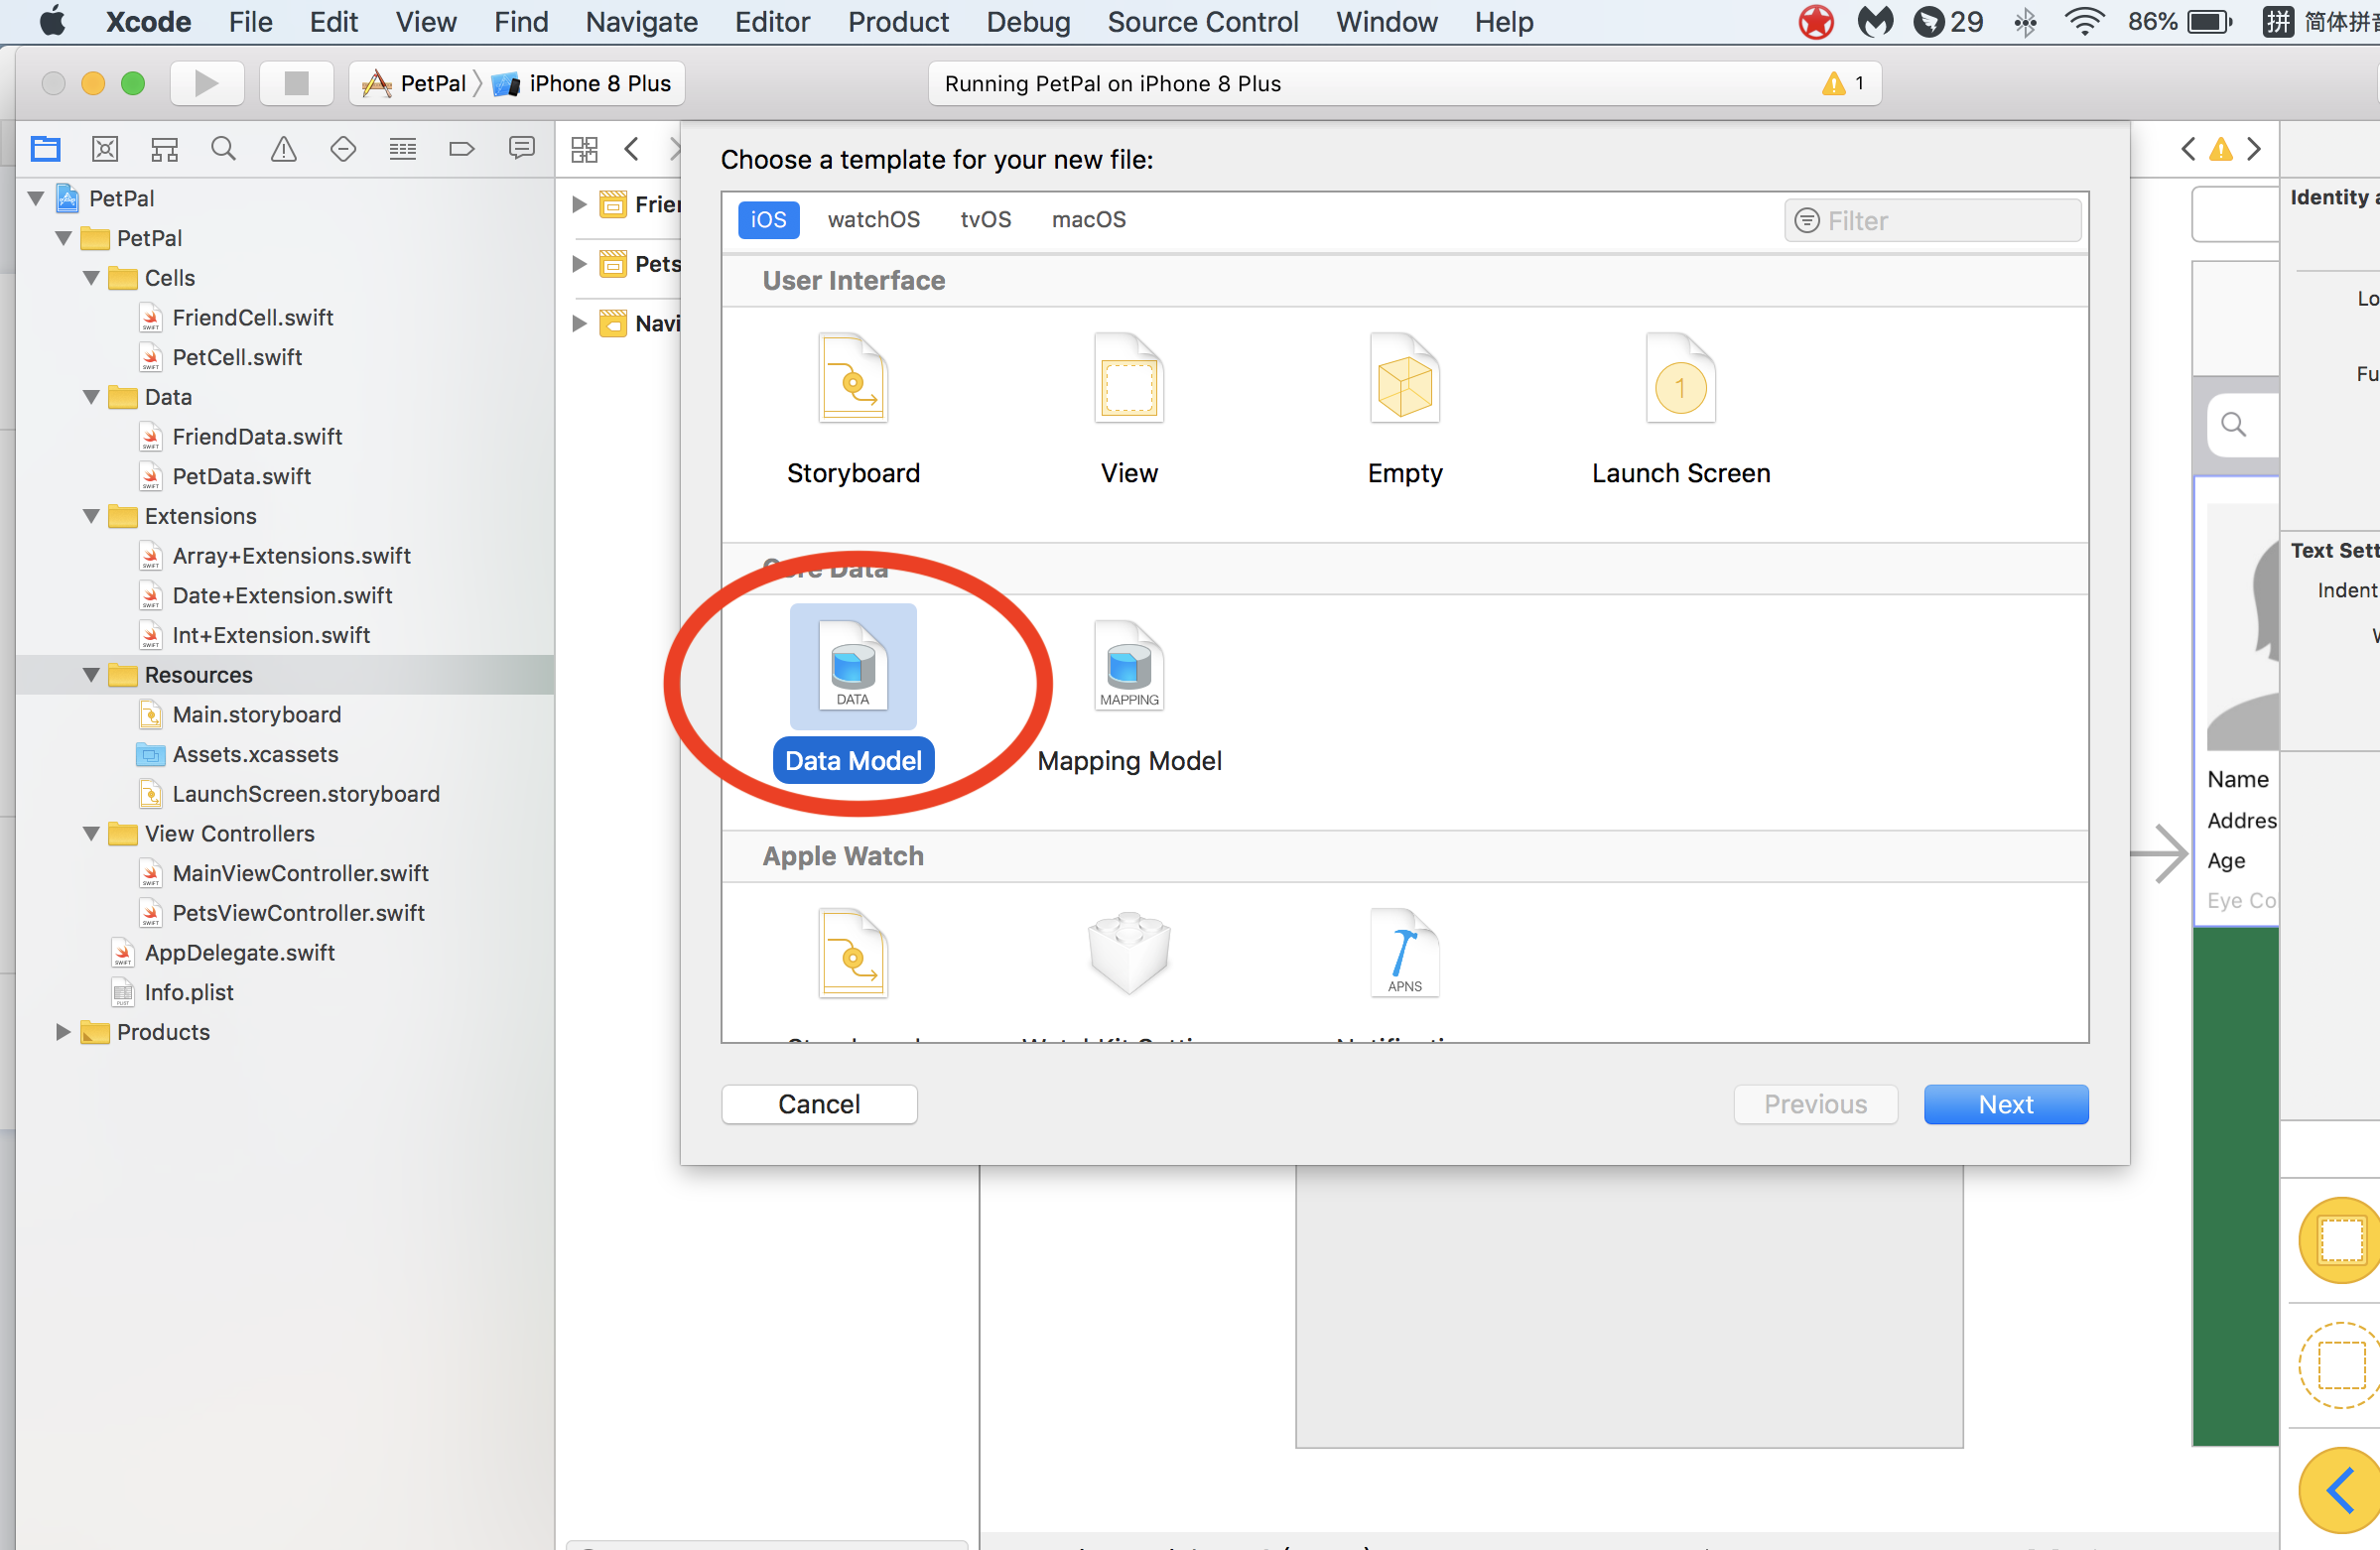 Xcode File Edit View Find Navigate Editor Product Debug Source Control Window Help 29 86% 拼 简体拼音
PetPal iPhone 8 Plus
Running PetPal on iPhone 8 Plus 1
PetPal
PetPal
Cells
FriendCell.swift
PetCell.swift
Data
FriendData.swift
PetData.swift
Extensions
Array+Extensions.swift
Date+Extension.swift
Int+Extension.swift
Resources
Main.storyboard
Assets.xcassets
LaunchScreen.storyboard
View Controllers
MainViewController.swift
PetsViewController.swift
AppDelegate.swift
Info.plist
Products
Frie
Pets
Navi
Choose a template for your new file:
iOS watchOS tvOS macOS
Filter
User Interface
1
Storyboard View Empty Launch Screen
Core Data
DATA MAPPING
Data Model Mapping Model
Apple Watch
APNS
Cancel Previous Next
Identity
Lo
Fu
Text Sett
Indent
Name
Addres
Age
Eye Co